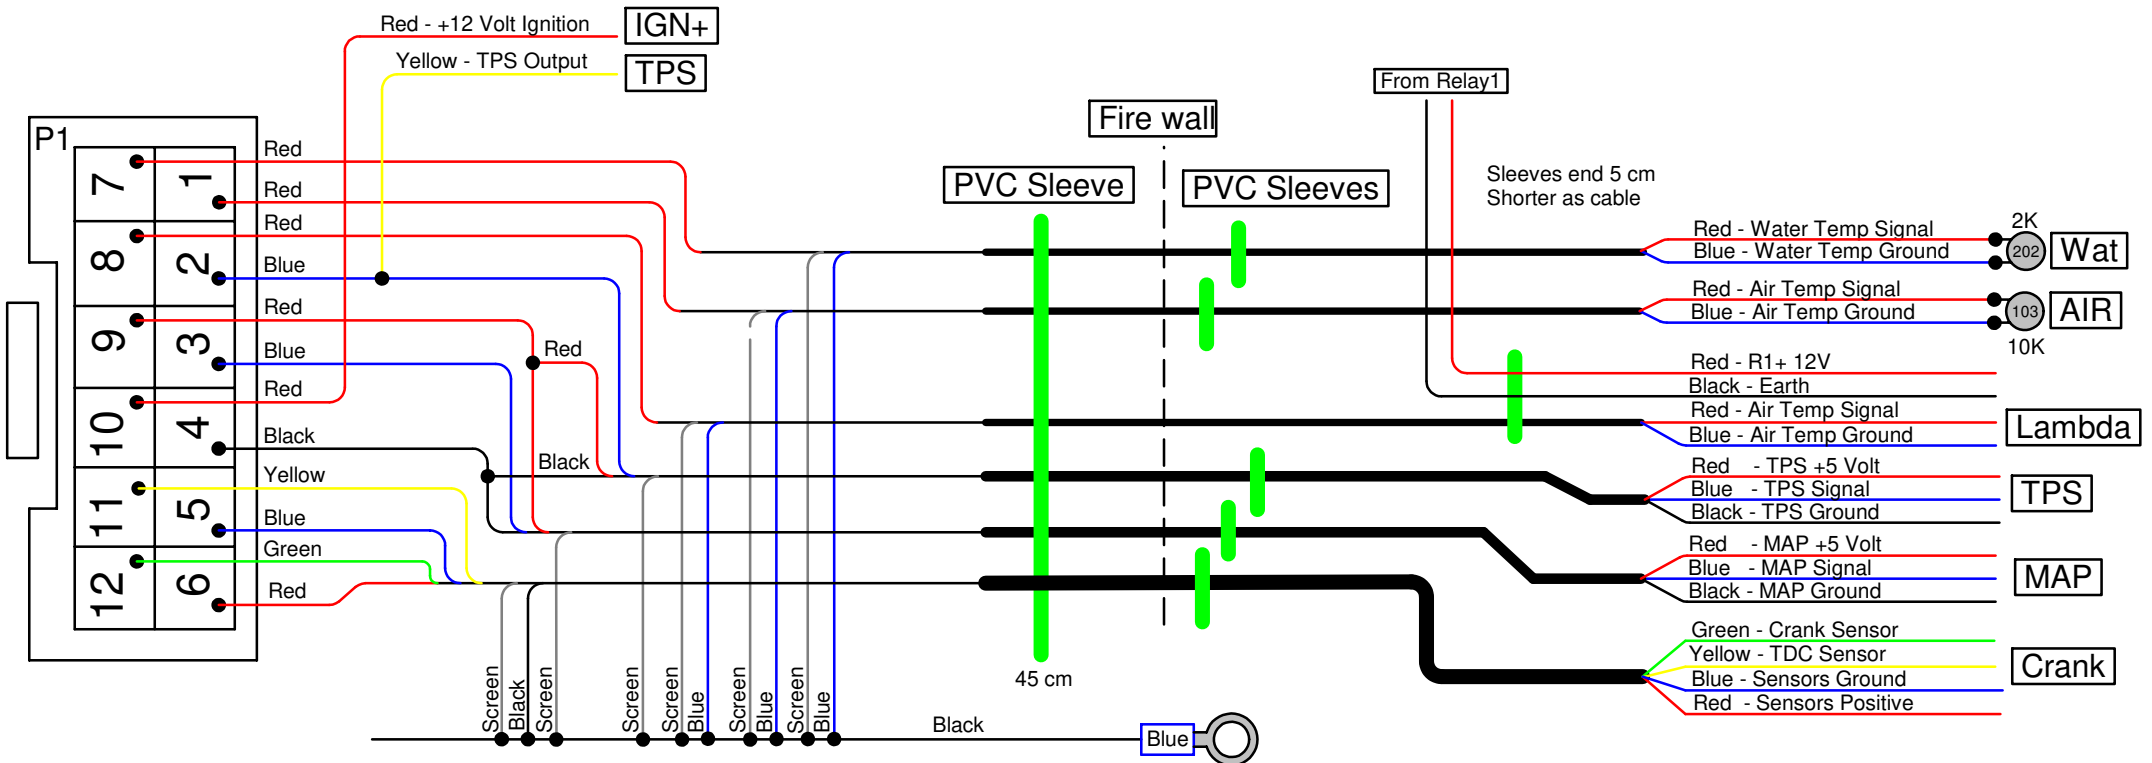 Red - +12 Volt Ignition
IGN+
Yellow - TPS Output
TPS
From Relay1
Fire wall
P1
7
1
8
2
9
3
10
4
11
5
12
6
Red
Red
Red
Blue
Red
Blue
Red
Black
Yellow
Blue
Green
Red
Red
Black
PVC Sleeve
PVC Sleeves
Sleeves end 5 cm
Shorter as cable
45 cm
Red - Water Temp Signal
Blue - Water Temp Ground
2K
202
Wat
Red - Air Temp Signal
Blue - Air Temp Ground
103
10K
AIR
Red - R1+ 12V
Black - Earth
Red - Air Temp Signal
Blue - Air Temp Ground
Lambda
Red - TPS +5 Volt
Blue - TPS Signal
Black - TPS Ground
TPS
Red - MAP +5 Volt
Blue - MAP Signal
Black - MAP Ground
MAP
Green - Crank Sensor
Yellow - TDC Sensor
Blue - Sensors Ground
Red - Sensors Positive
Crank
Screen
Black
Screen
Screen
Screen
Blue
Screen
Blue
Screen
Blue
Black
Blue